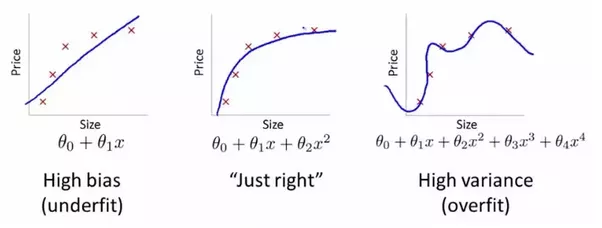 Price
Size
θ₀ + θ₁x
High bias
(underfit)
Price
Size
θ₀ + θ₁x + θ₂x²
“Just right”
Price
Size
θ₀ + θ₁x + θ₂x² + θ₃x³ + θ₄x⁴
High variance
(overfit)